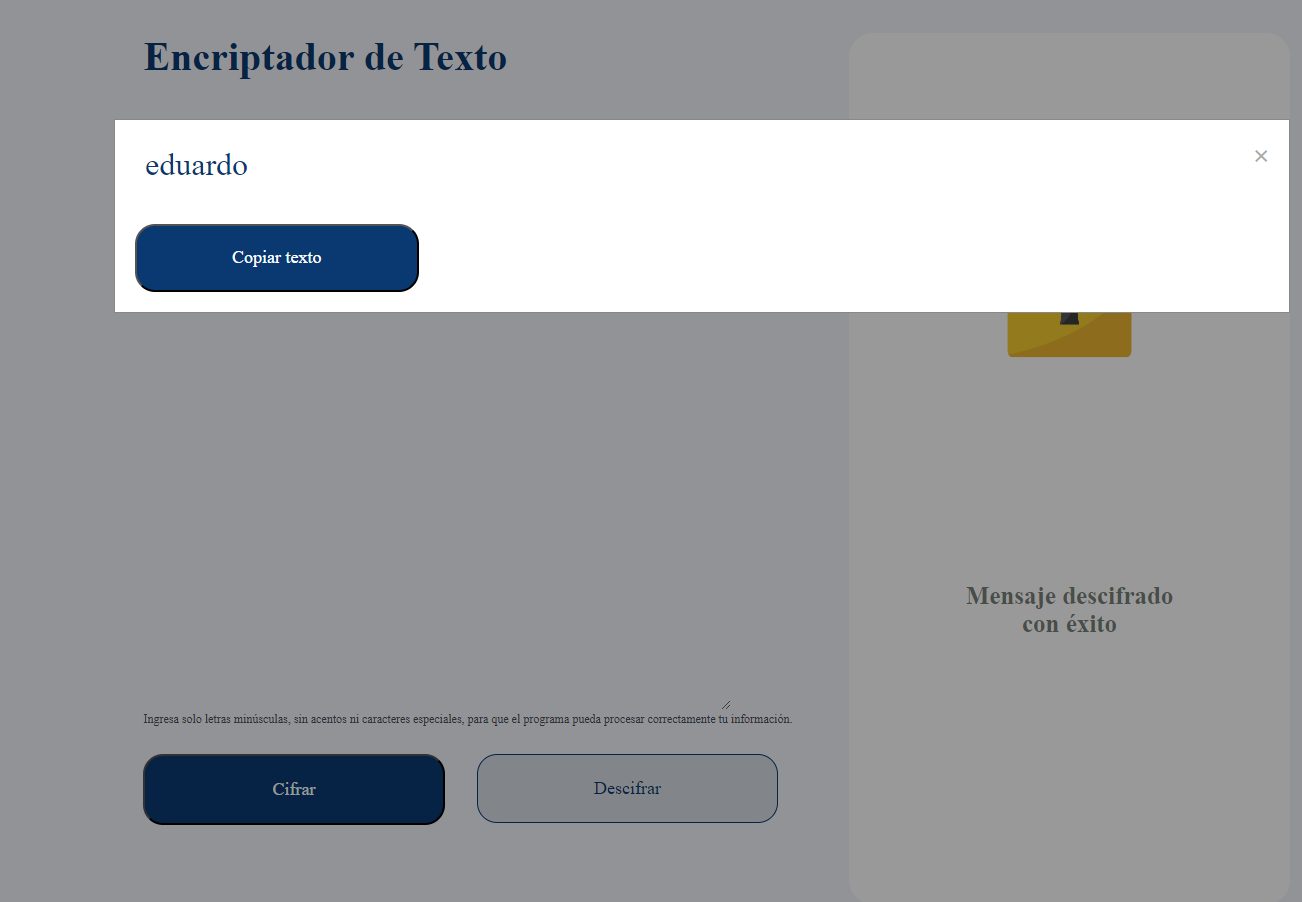 Encriptador de Texto
eduardo
×
Copiar texto
Mensaje descifrado
con éxito
Ingresa solo letras minúsculas, sin acentos ni caracteres especiales, para que el programa pueda procesar correctamente tu información.
Cifrar
Descifrar